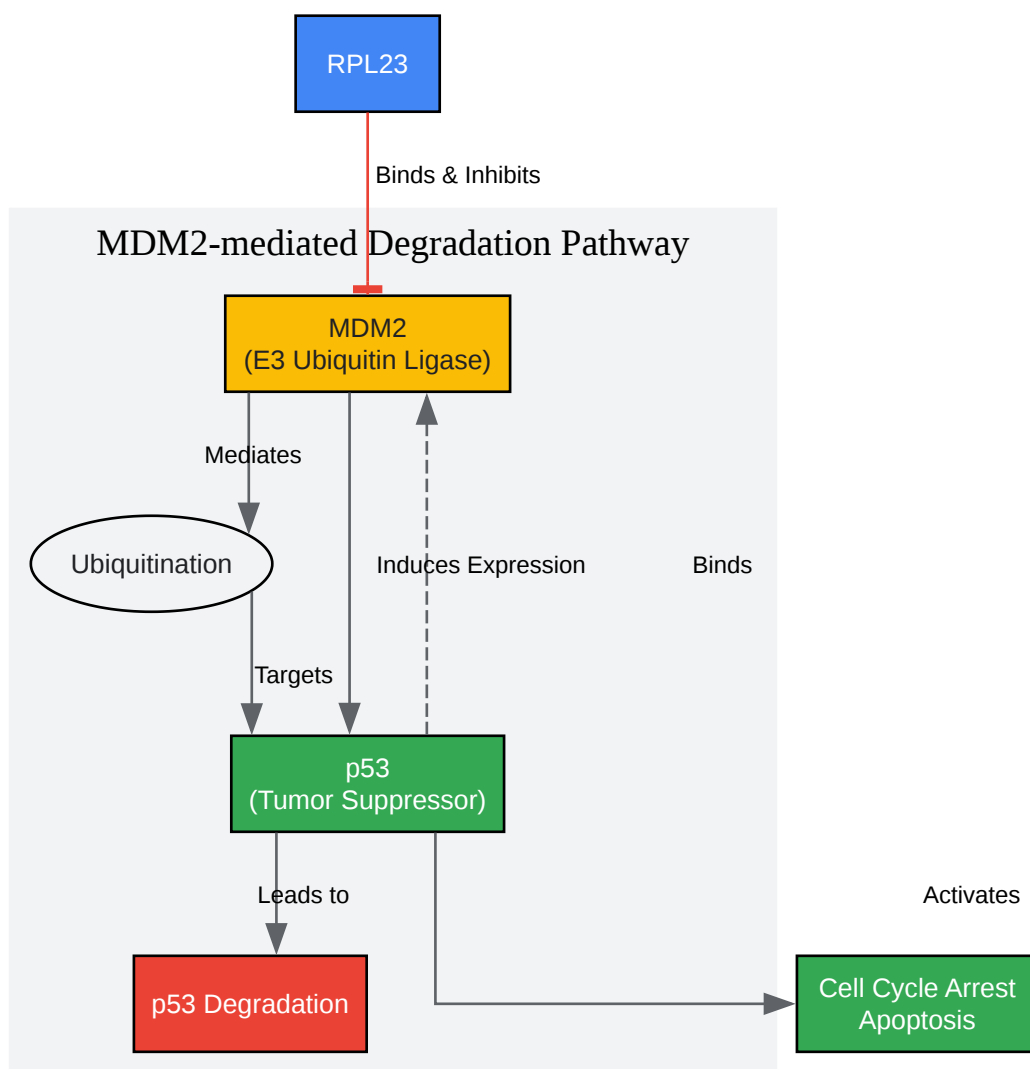 RPL23
Binds & Inhibits
MDM2-mediated Degradation Pathway
MDM2
(E3 Ubiquitin Ligase)
Mediates
Ubiquitination
Induces Expression
Binds
Targets
p53
(Tumor Suppressor)
Leads to
Activates
p53 Degradation
Cell Cycle Arrest
Apoptosis